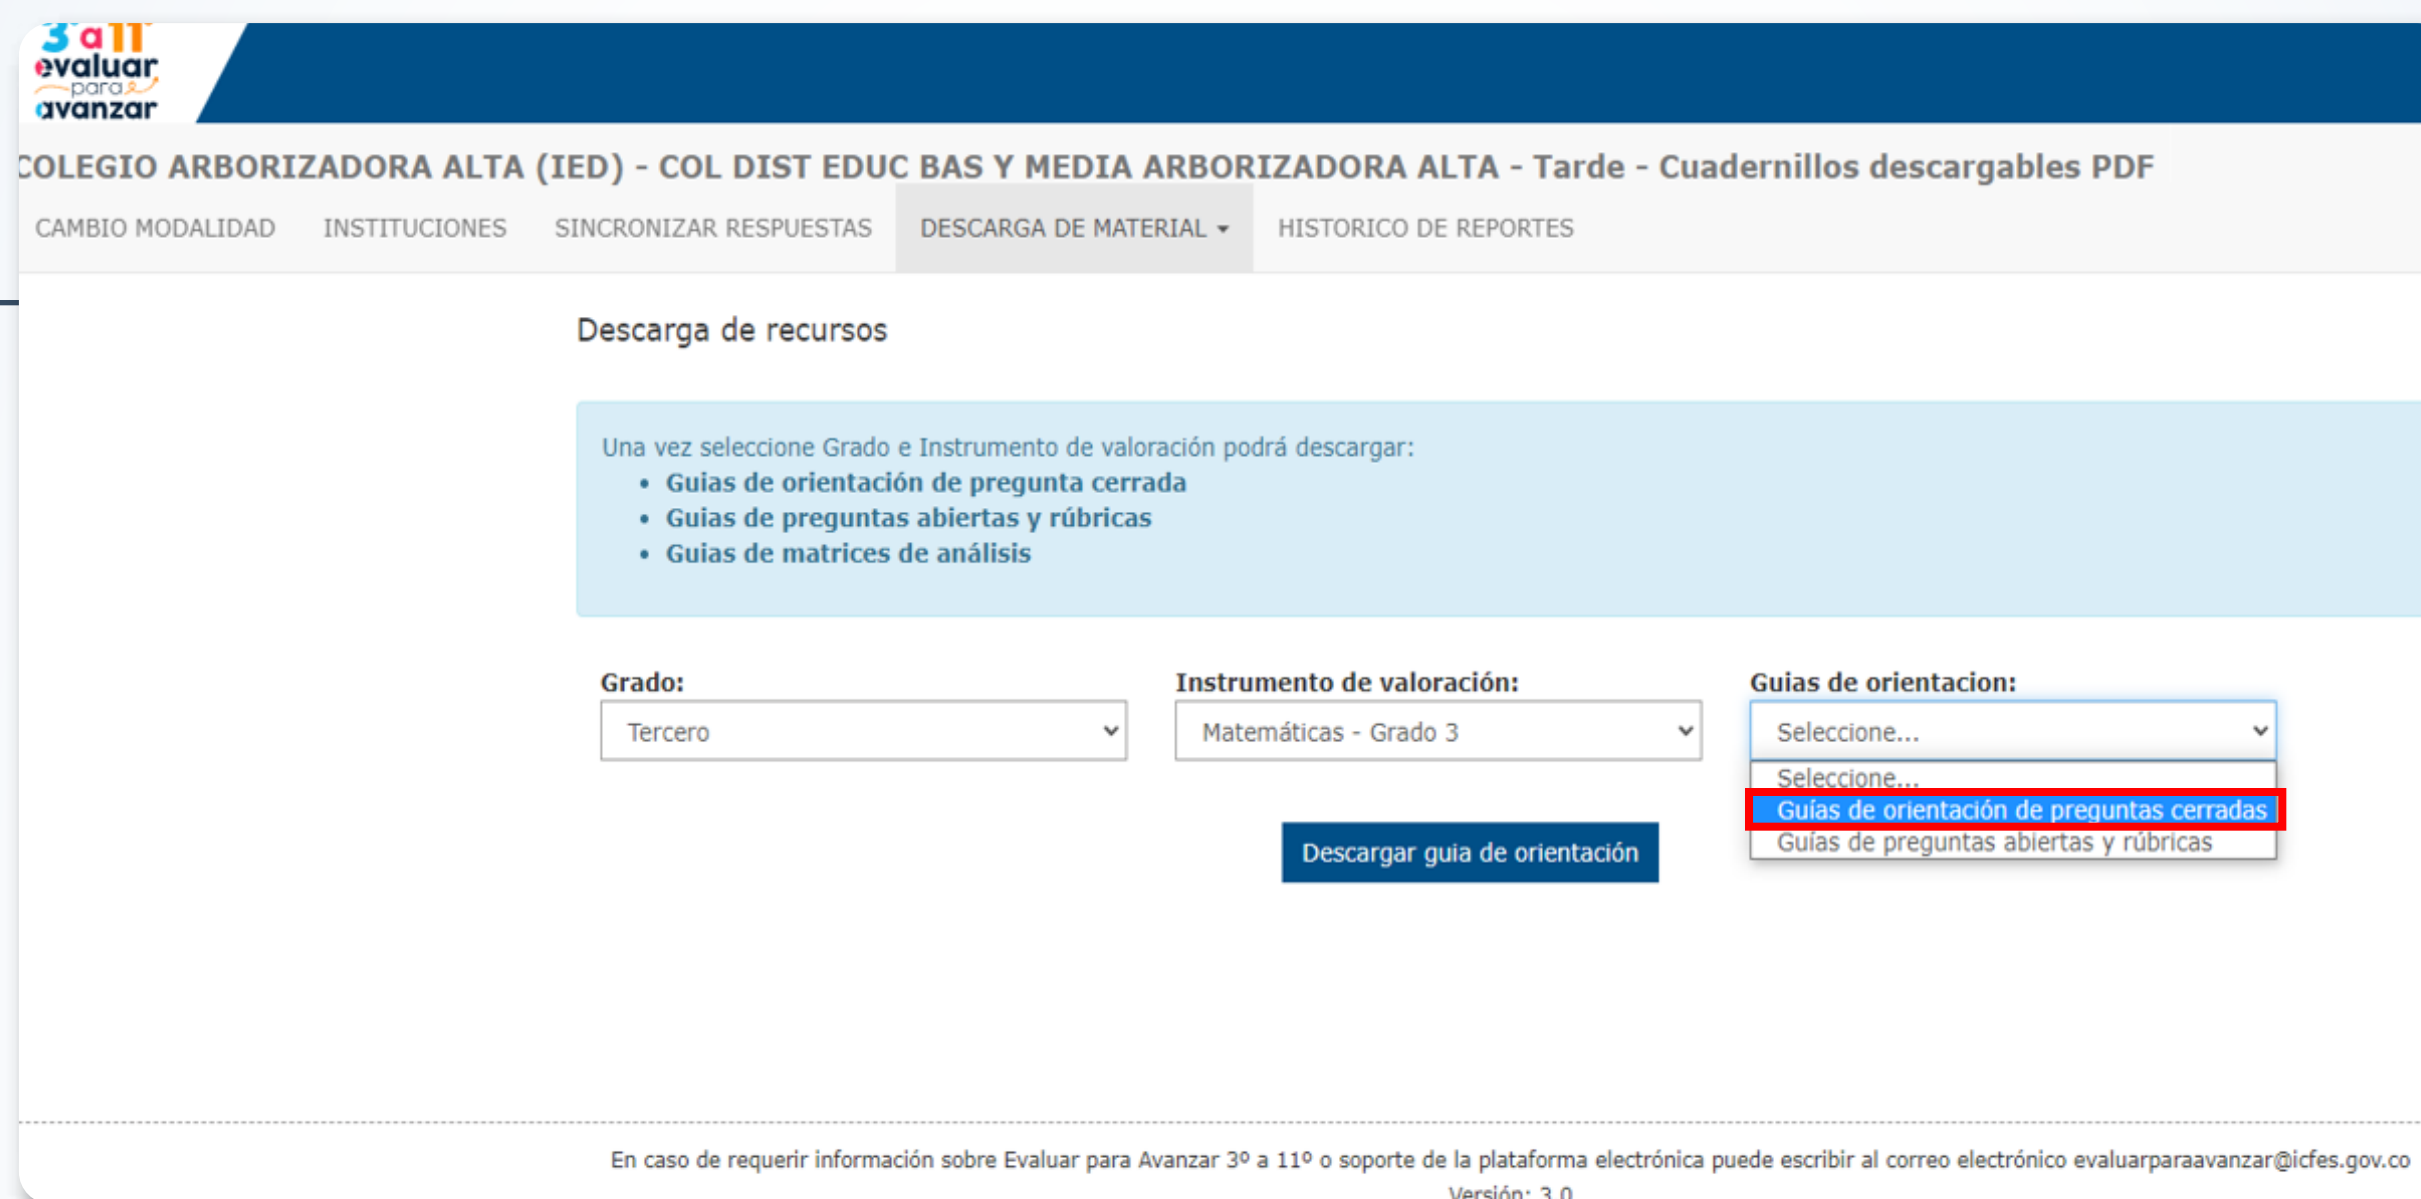 3 a 11
evaluar
para
avanzar
COLEGIO ARBORIZADORA ALTA (IED) - COL DIST EDUC BAS Y MEDIA ARBORIZADORA ALTA - Tarde - Cuadernillos descargables PDF
CAMBIO MODALIDAD INSTITUCIONES SINCRONIZAR RESPUESTAS DESCARGA DE MATERIAL HISTORICO DE REPORTES
Descarga de recursos
Una vez seleccione Grado e Instrumento de valoración podrá descargar:
• Guias de orientación de pregunta cerrada
• Guias de preguntas abiertas y rúbricas
• Guias de matrices de análisis
Grado: Instrumento de valoración: Guias de orientacion:
Tercero Matemáticas - Grado 3 Seleccione...
Seleccione...
Guías de orientación de preguntas cerradas
Guías de preguntas abiertas y rúbricas
Descargar guia de orientación
En caso de requerir información sobre Evaluar para Avanzar 3º a 11º o soporte de la plataforma electrónica puede escribir al correo electrónico evaluarparaavanzar@icfes.gov.co
Versión: 3.0